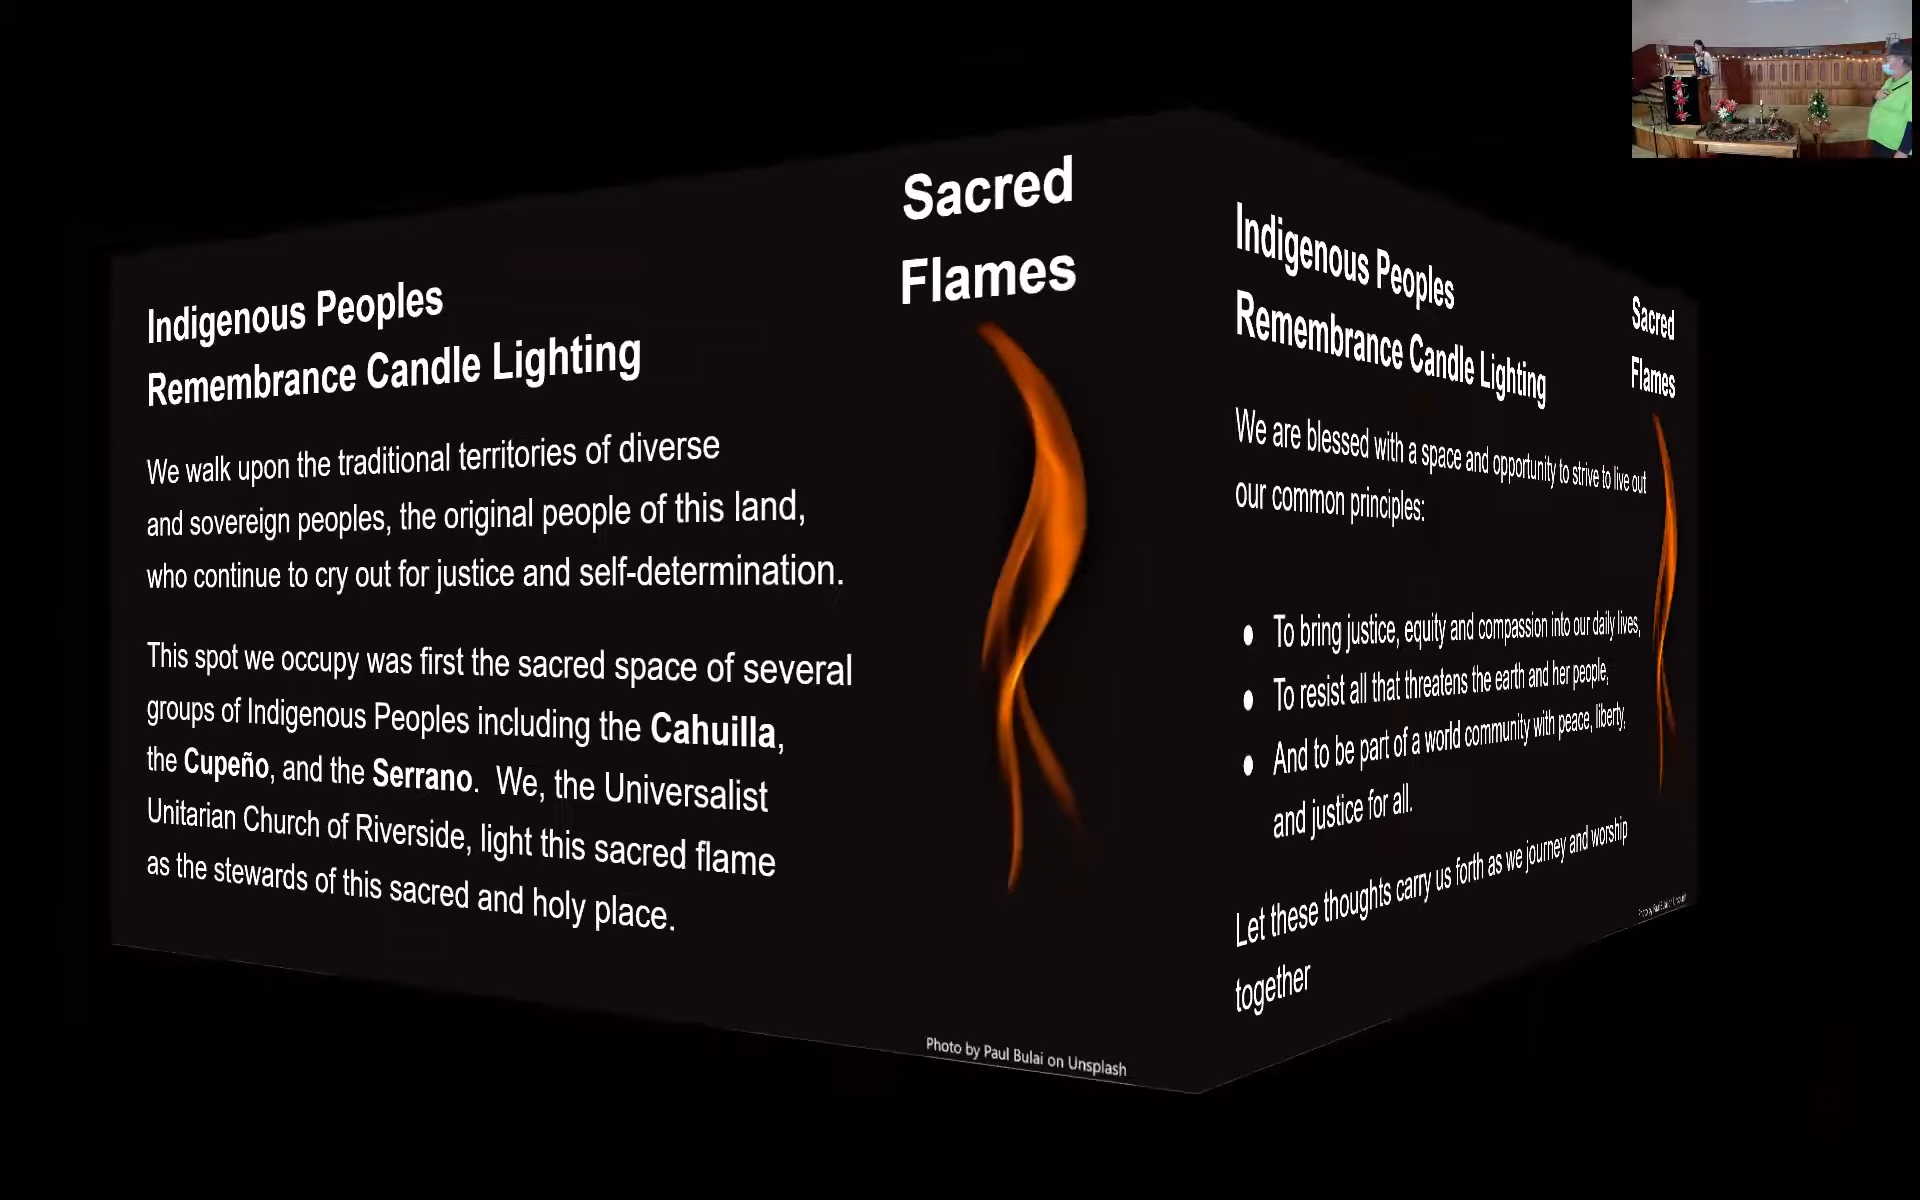 Indigenous Peoples
Remembrance Candle Lighting
We walk upon the traditional territories of diverse
and sovereign peoples, the original people of this land,
who continue to cry out for justice and self-determination.
This spot we occupy was first the sacred space of several
groups of Indigenous Peoples including the Cahuilla,
the Cupeño, and the Serrano. We, the Universalist
Unitarian Church of Riverside, light this sacred flame
as the stewards of this sacred and holy place.
Sacred
Flames
Photo by Paul Bulai on Unsplash
Indigenous Peoples
Remembrance Candle Lighting
We are blessed with a space and opportunity to strive to live out
our common principles:
● To bring justice, equity and compassion into our daily lives,
● To resist all that threatens the earth and her people,
● And to be part of a world community with peace, liberty,
and justice for all.
Let these thoughts carry us forth as we journey and worship
together
Sacred
Flames
Photo by Paul Bulai on Unsplash